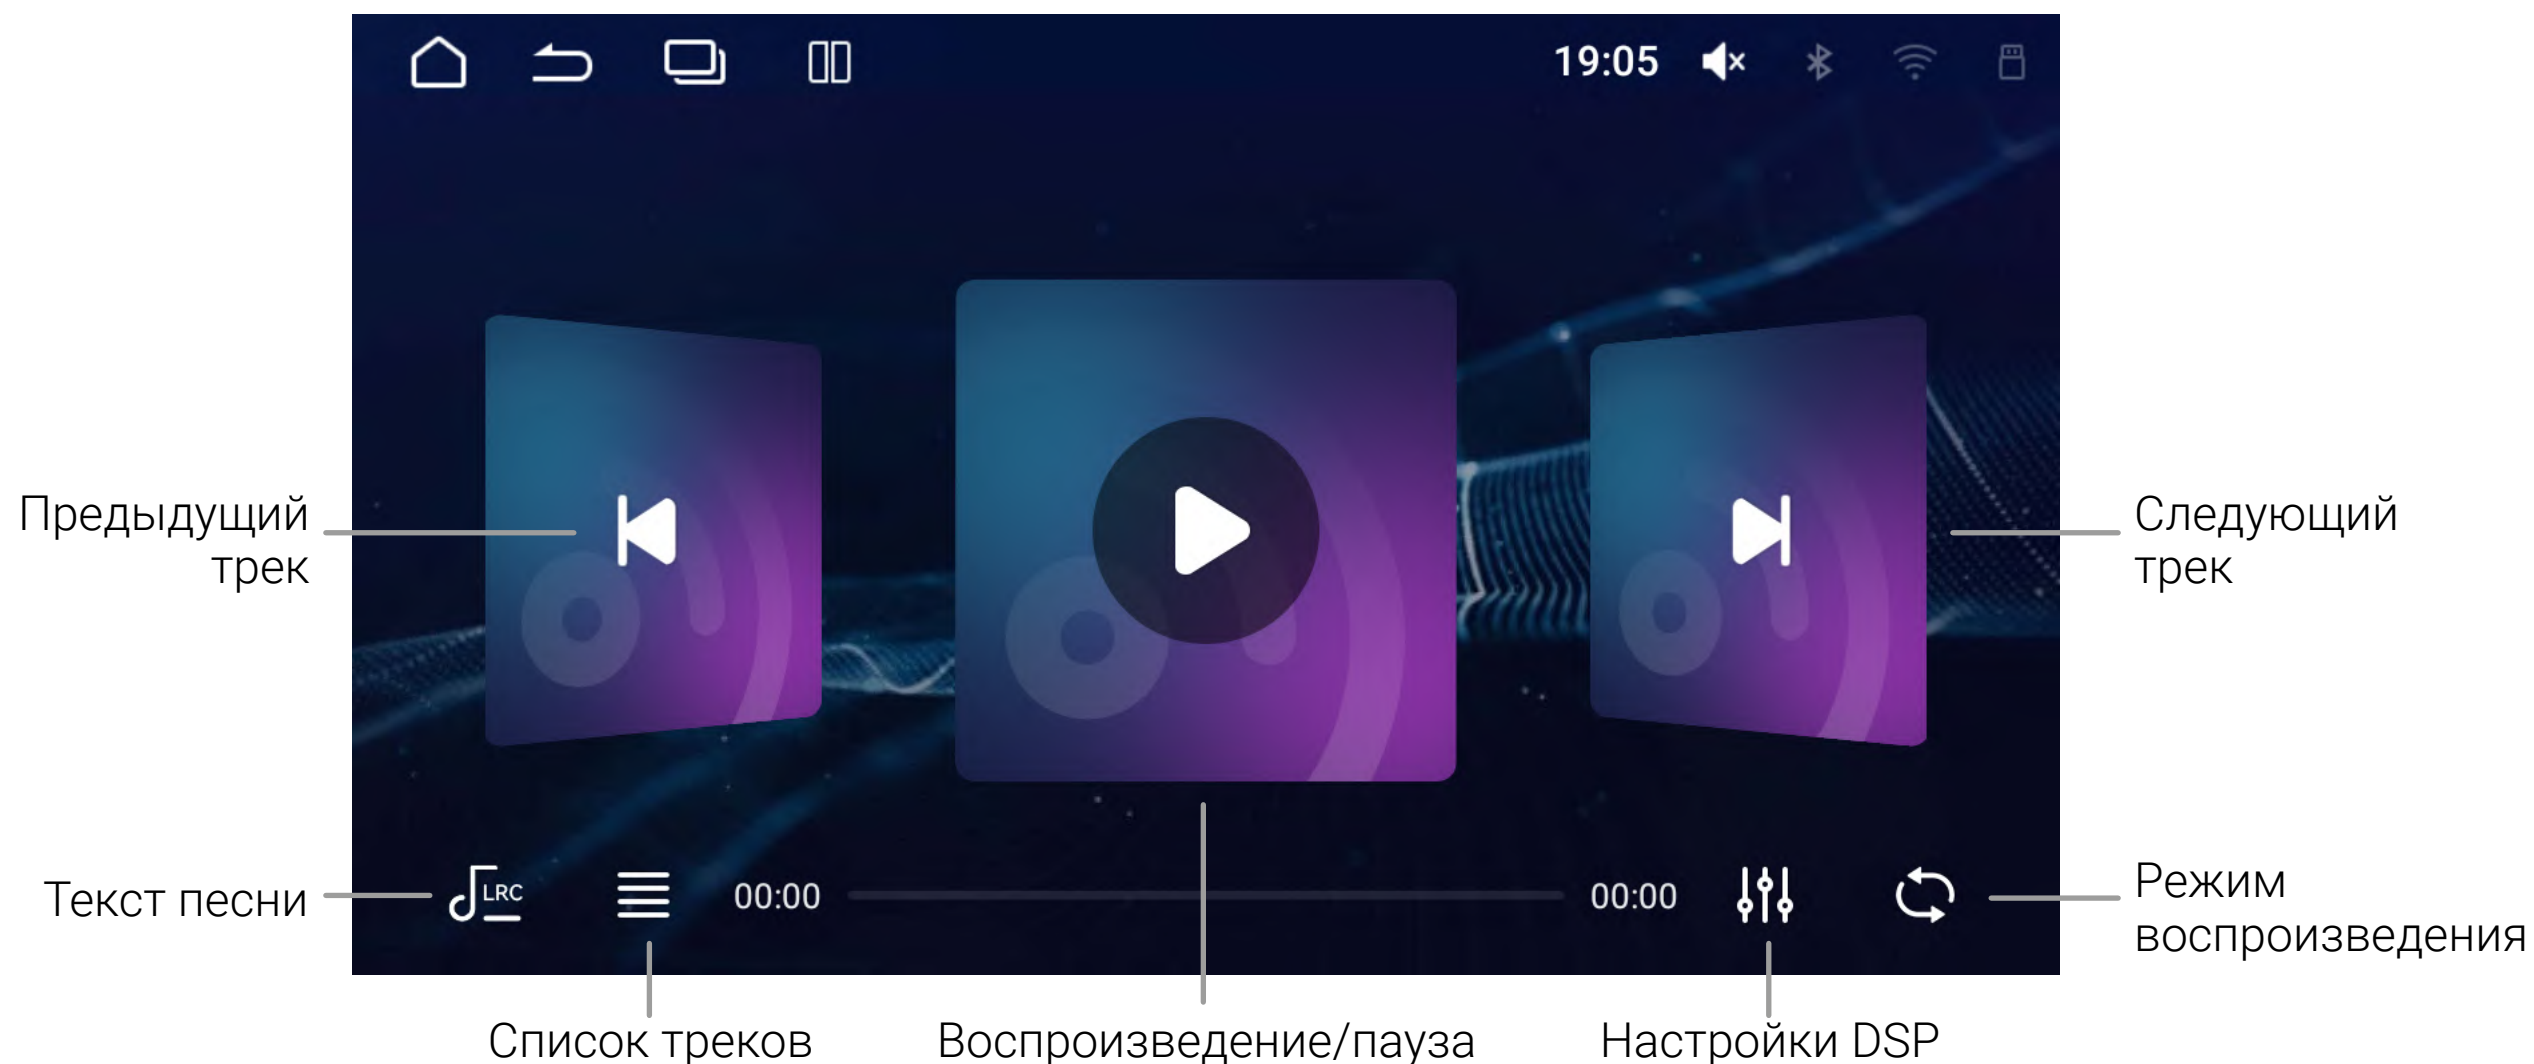 19:05
Предыдущий
трек
Следующий
трек
Текст песни
LRC
00:00
00:00
Режим
воспроизведения
Список треков
Воспроизведение/пауза
Настройки DSP